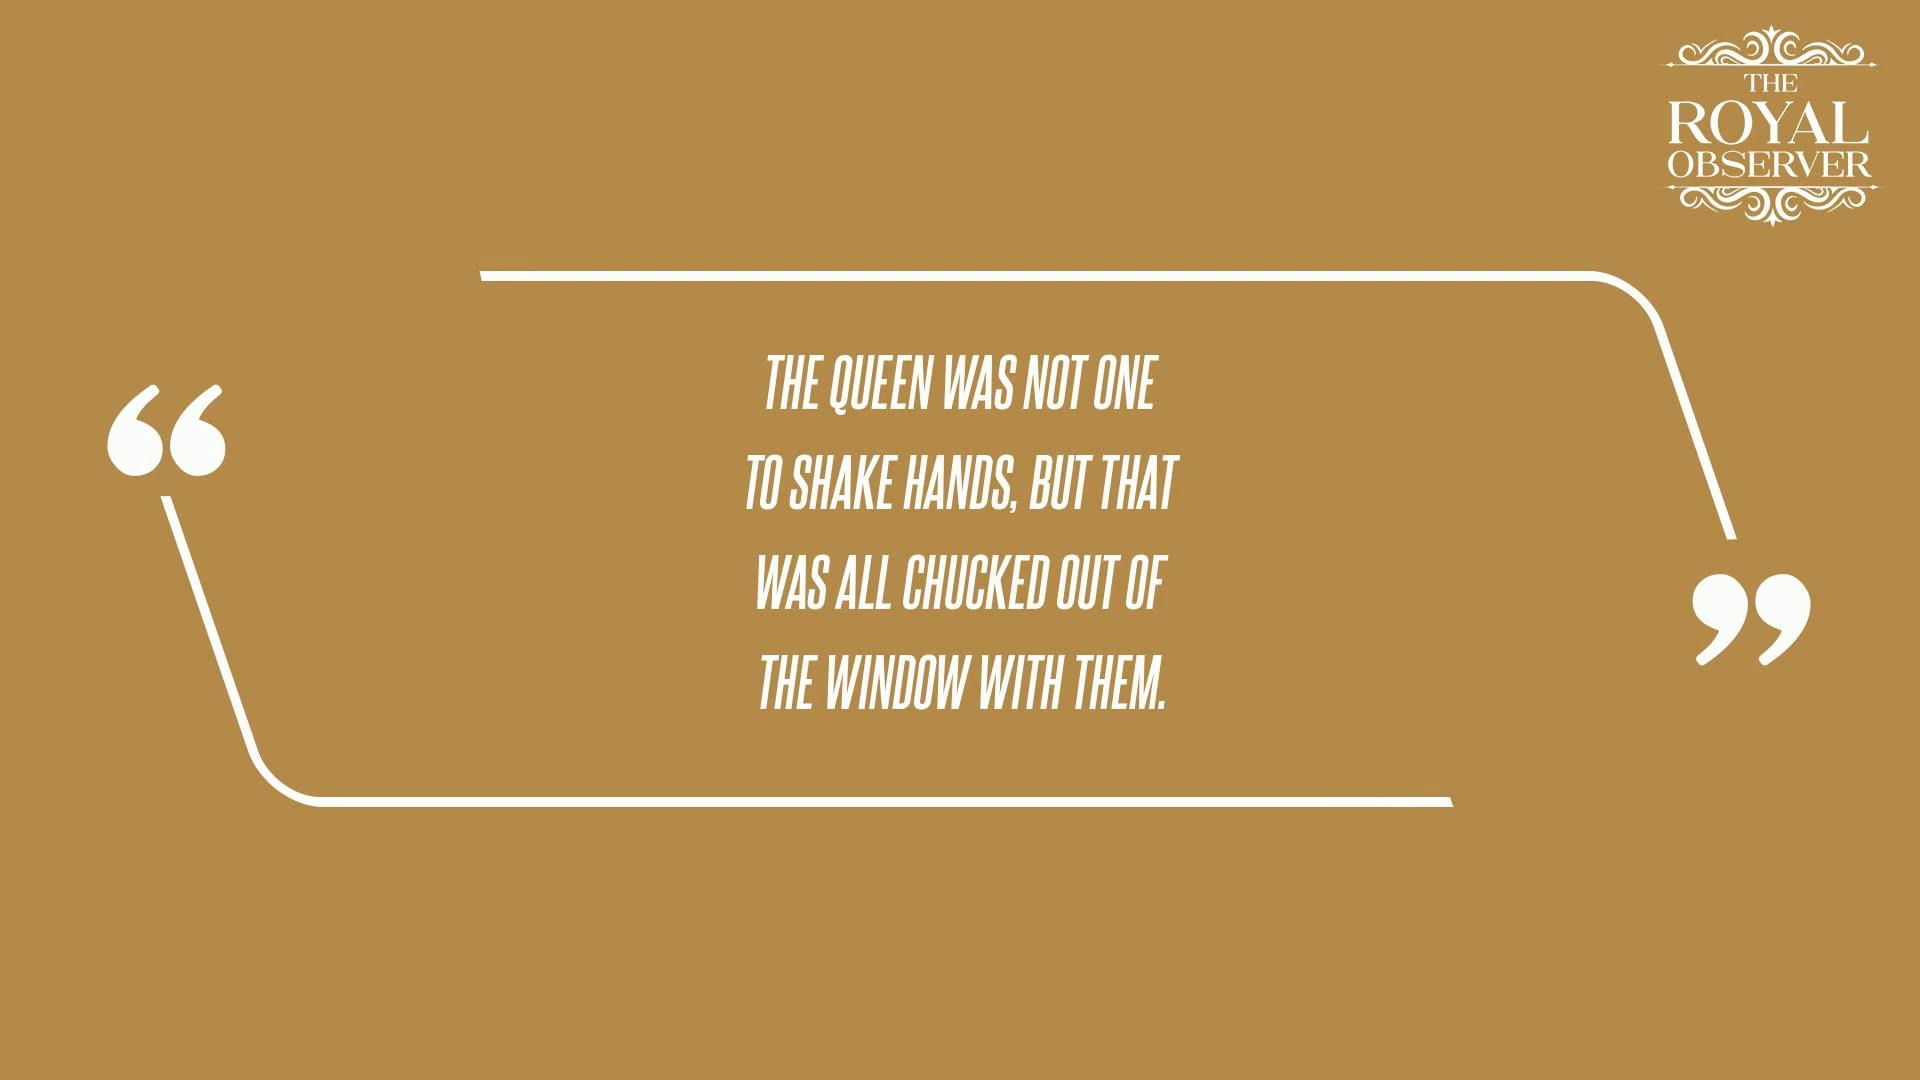 THE
ROYAL
OBSERVER
“
THE QUEEN WAS NOT ONE
TO SHAKE HANDS, BUT THAT
WAS ALL CHUCKED OUT OF
THE WINDOW WITH THEM.
”